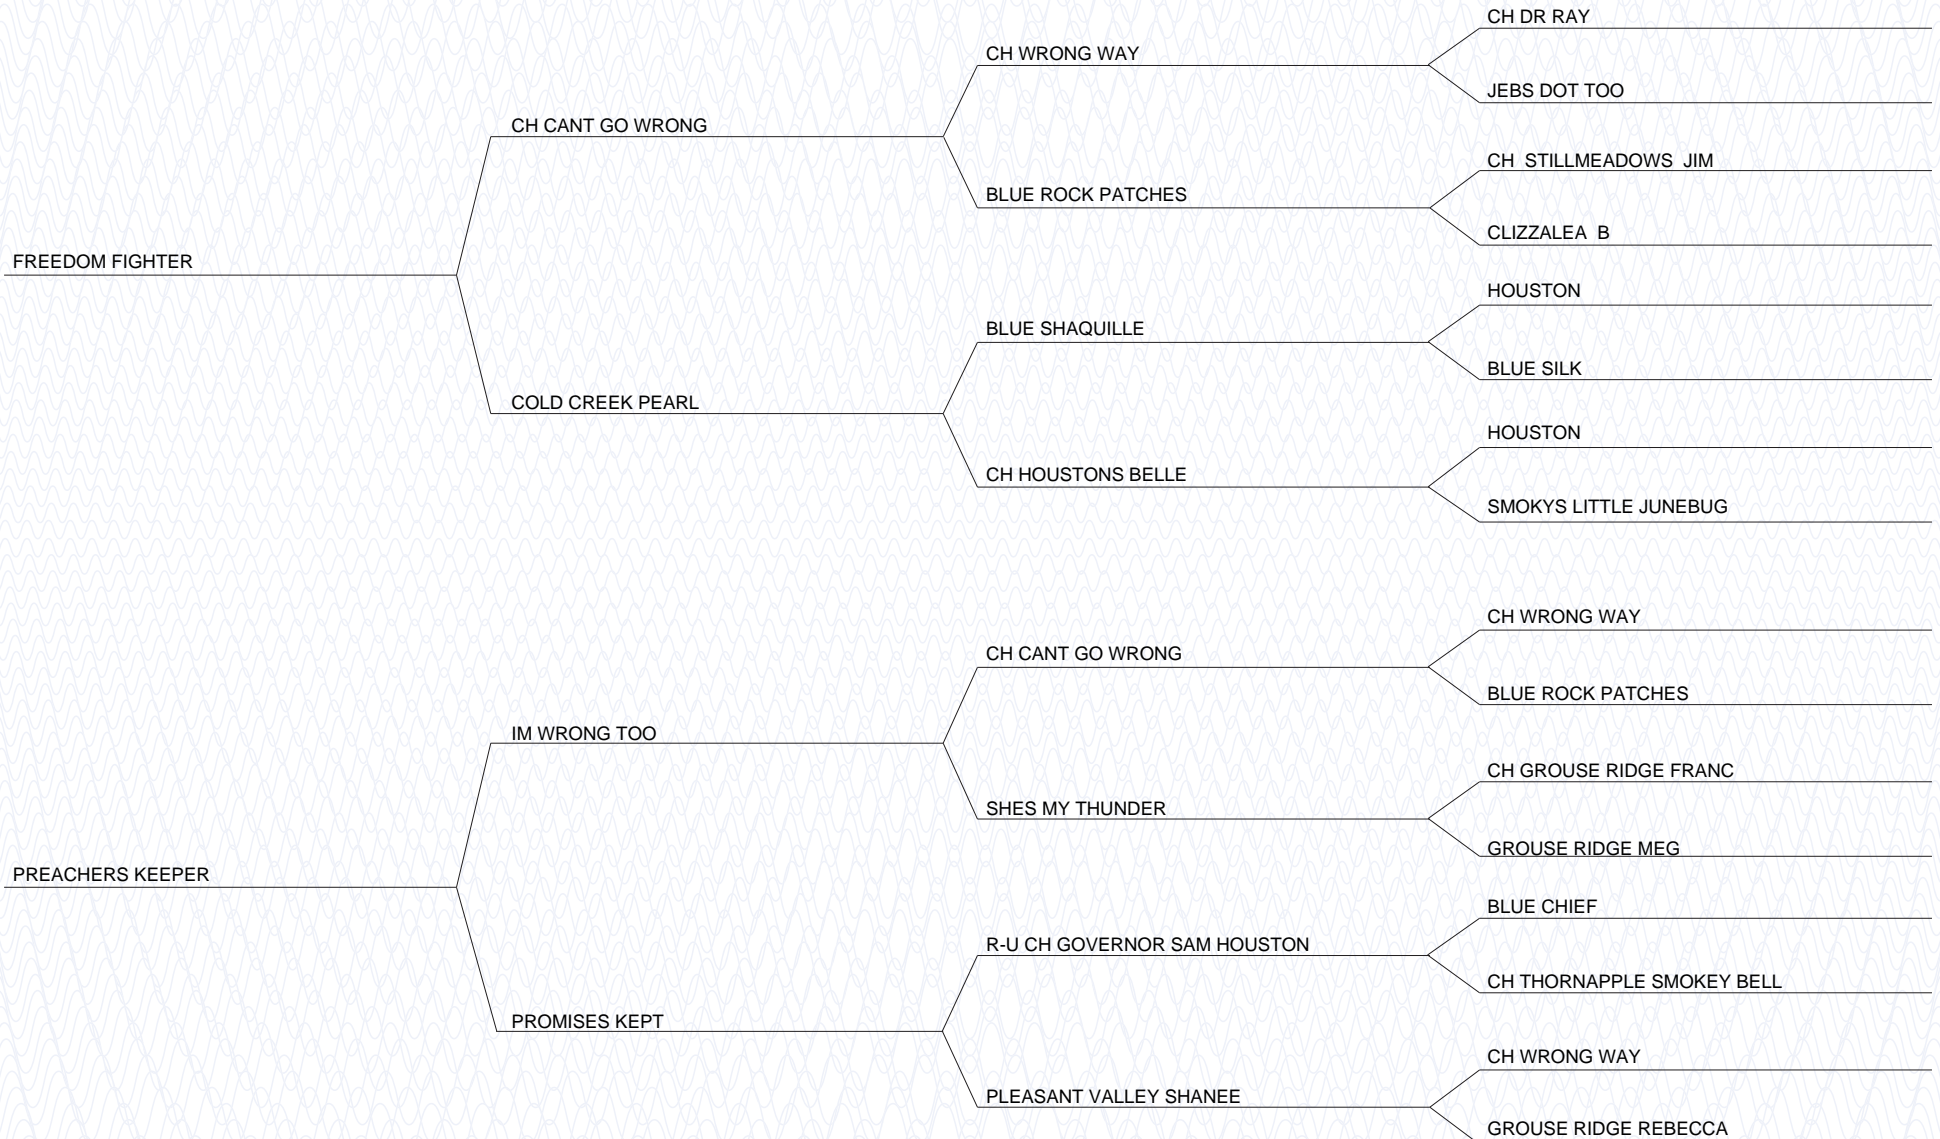 CH DR RAY
CH WRONG WAY
JEBS DOT TOO
CH CANT GO WRONG
CH  STILLMEADOWS  JIM
BLUE ROCK PATCHES
CLIZZALEA  B
FREEDOM FIGHTER
HOUSTON
BLUE SHAQUILLE
BLUE SILK
COLD CREEK PEARL
HOUSTON
CH HOUSTONS BELLE
SMOKYS LITTLE JUNEBUG
CH WRONG WAY
CH CANT GO WRONG
BLUE ROCK PATCHES
IM WRONG TOO
CH GROUSE RIDGE FRANC
SHES MY THUNDER
GROUSE RIDGE MEG
PREACHERS KEEPER
BLUE CHIEF
R-U CH GOVERNOR SAM HOUSTON
CH THORNAPPLE SMOKEY BELL
PROMISES KEPT
CH WRONG WAY
PLEASANT VALLEY SHANEE
GROUSE RIDGE REBECCA